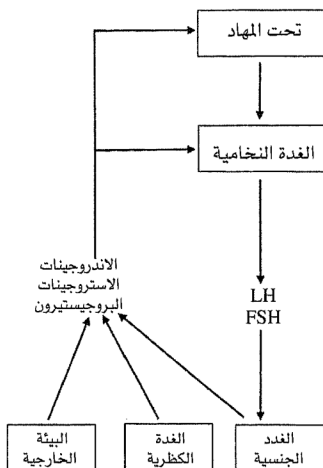 تحت المهاد
الغدة النخامية
الاندروجينات
الاستروجينات
البروجيستيرون
LH
FSH
البيئة
الخارجية
الغدة
الكظرية
الغدد
الجنسية